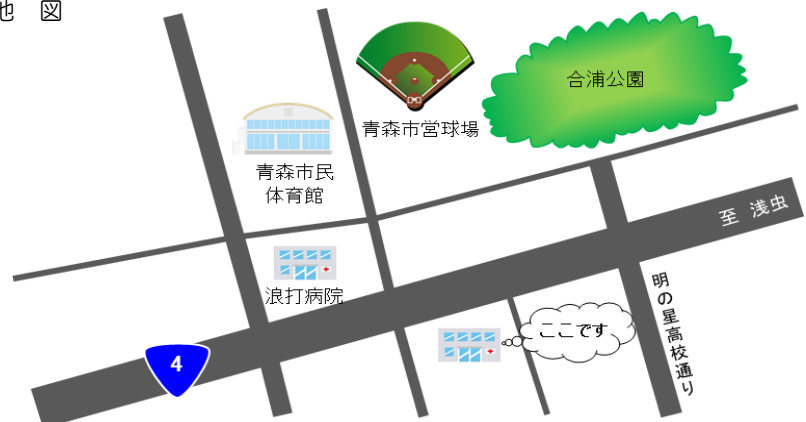 地 図
合浦公園
青森市営球場
青森市民
体育館
至 浅虫
浪打病院
明の星高校通り
ここです
4